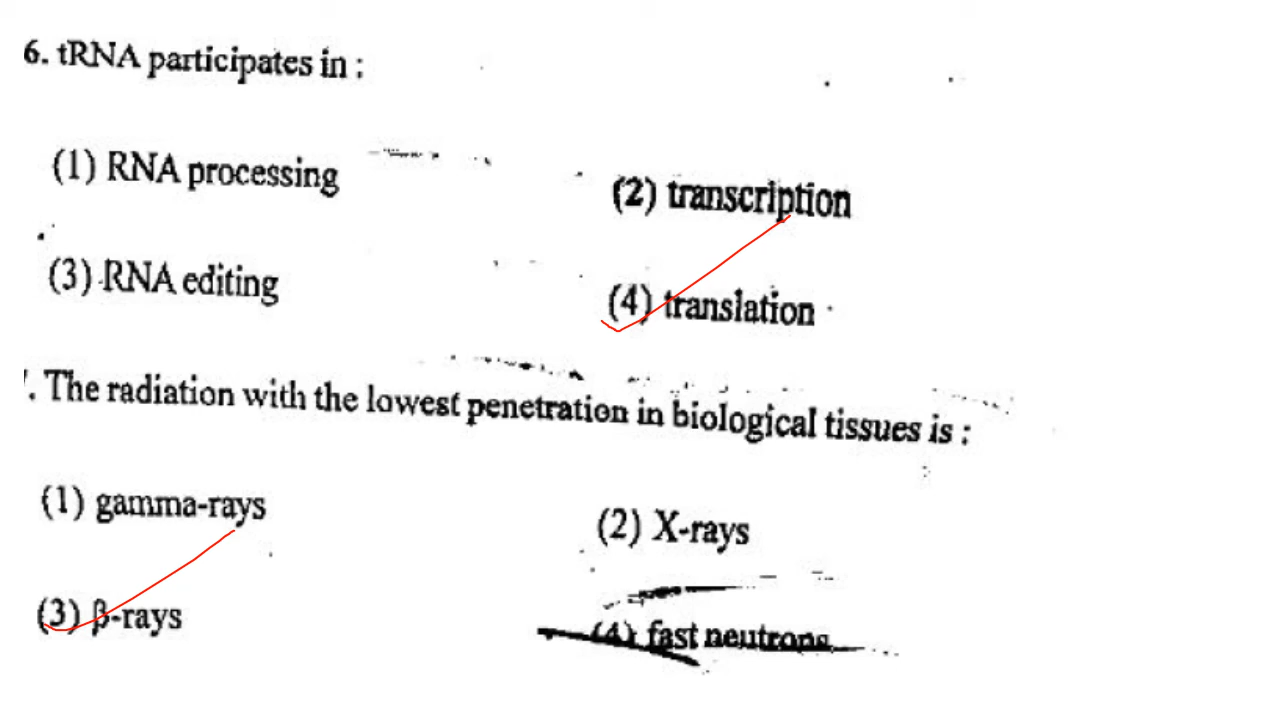 6. tRNA participates in :
(1) RNA processing
(2) transcription
(3) RNA editing
(4) translation
. The radiation with the lowest penetration in biological tissues is :
(1) gamma-rays
(2) X-rays
(3) β-rays
(4) fast neutrons